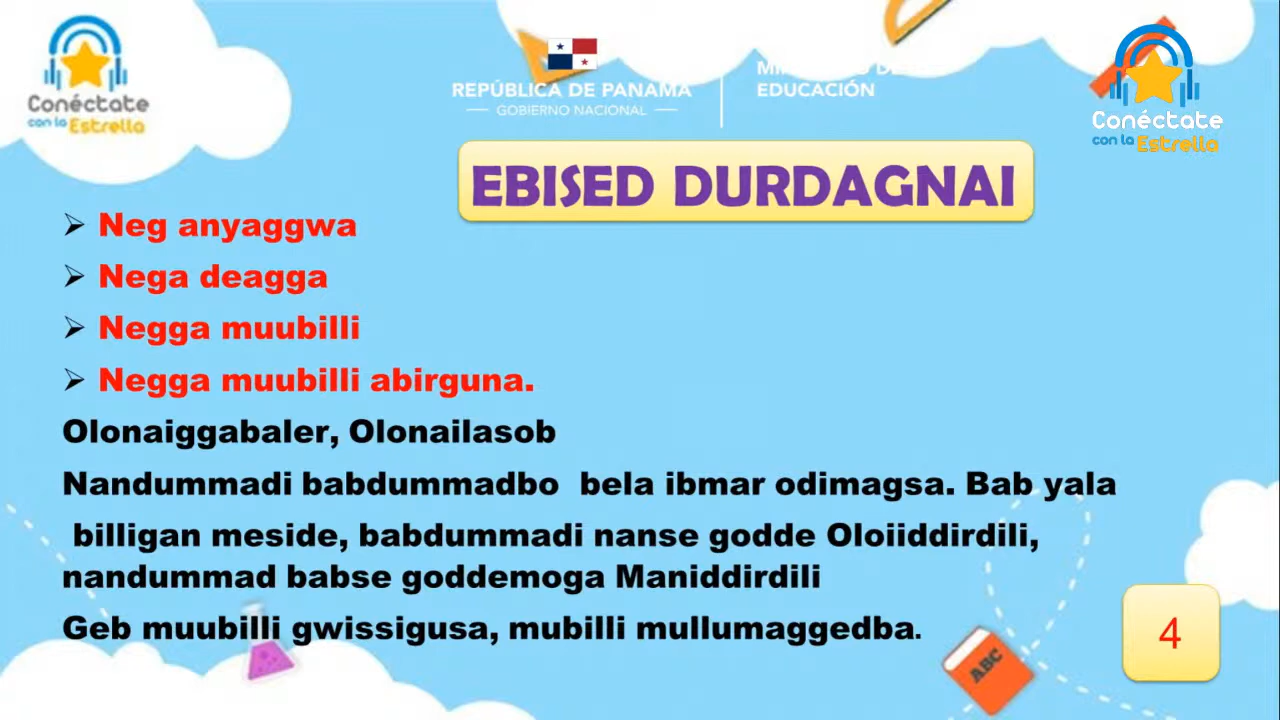 Conéctate
con la Estrella
REPÚBLICA DE PANAMÁ
GOBIERNO NACIONAL
EDUCACIÓN
Conéctate
con la Estrella
EBISED DURDAGNAI
Neg anyaggwa
Nega deagga
Negga muubilli
Negga muubilli abirguna.
Olonaiggabaler, Olonailasob
Nandummadi babdummadbo bela ibmar odimagsa. Bab yala
billigan meside, babdummadi nanse godde Oloiiddirdili,
nandummad babse goddemoga Maniddirdili
Geb muubilli gwissigusa, mubilli mullumaggedba.
ABC
4